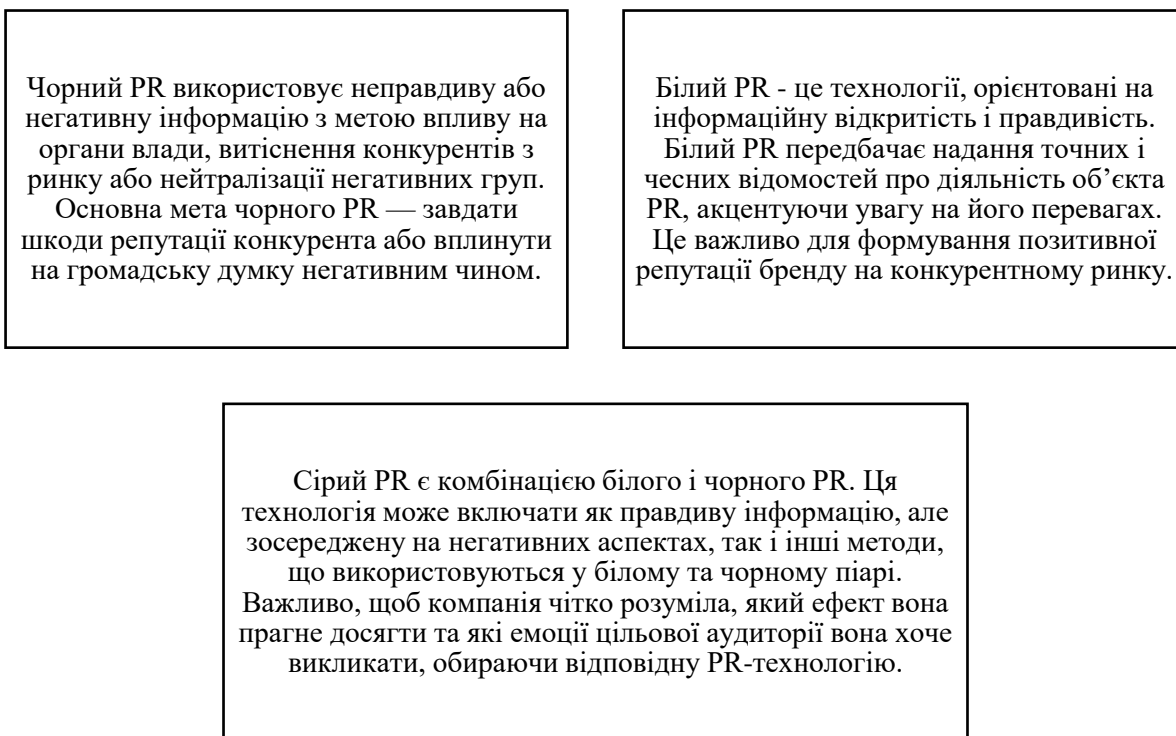 Чорний PR використовує неправдиву або
негативну інформацію з метою впливу на
органи влади, витіснення конкурентів з
ринку або нейтралізації негативних груп.
Основна мета чорного PR — завдати
шкоди репутації конкурента або вплинути
на громадську думку негативним чином.
Білий PR - це технології, орієнтовані на
інформаційну відкритість і правдивість.
Білий PR передбачає надання точних і
чесних відомостей про діяльність об’єкта
PR, акцентуючи увагу на його перевагах.
Це важливо для формування позитивної
репутації бренду на конкурентному ринку.
Сірий PR є комбінацією білого і чорного PR. Ця
технологія може включати як правдиву інформацію, але
зосереджену на негативних аспектах, так і інші методи,
що використовуються у білому та чорному піарі.
Важливо, щоб компанія чітко розуміла, який ефект вона
прагне досягти та які емоції цільової аудиторії вона хоче
викликати, обираючи відповідну PR-технологію.